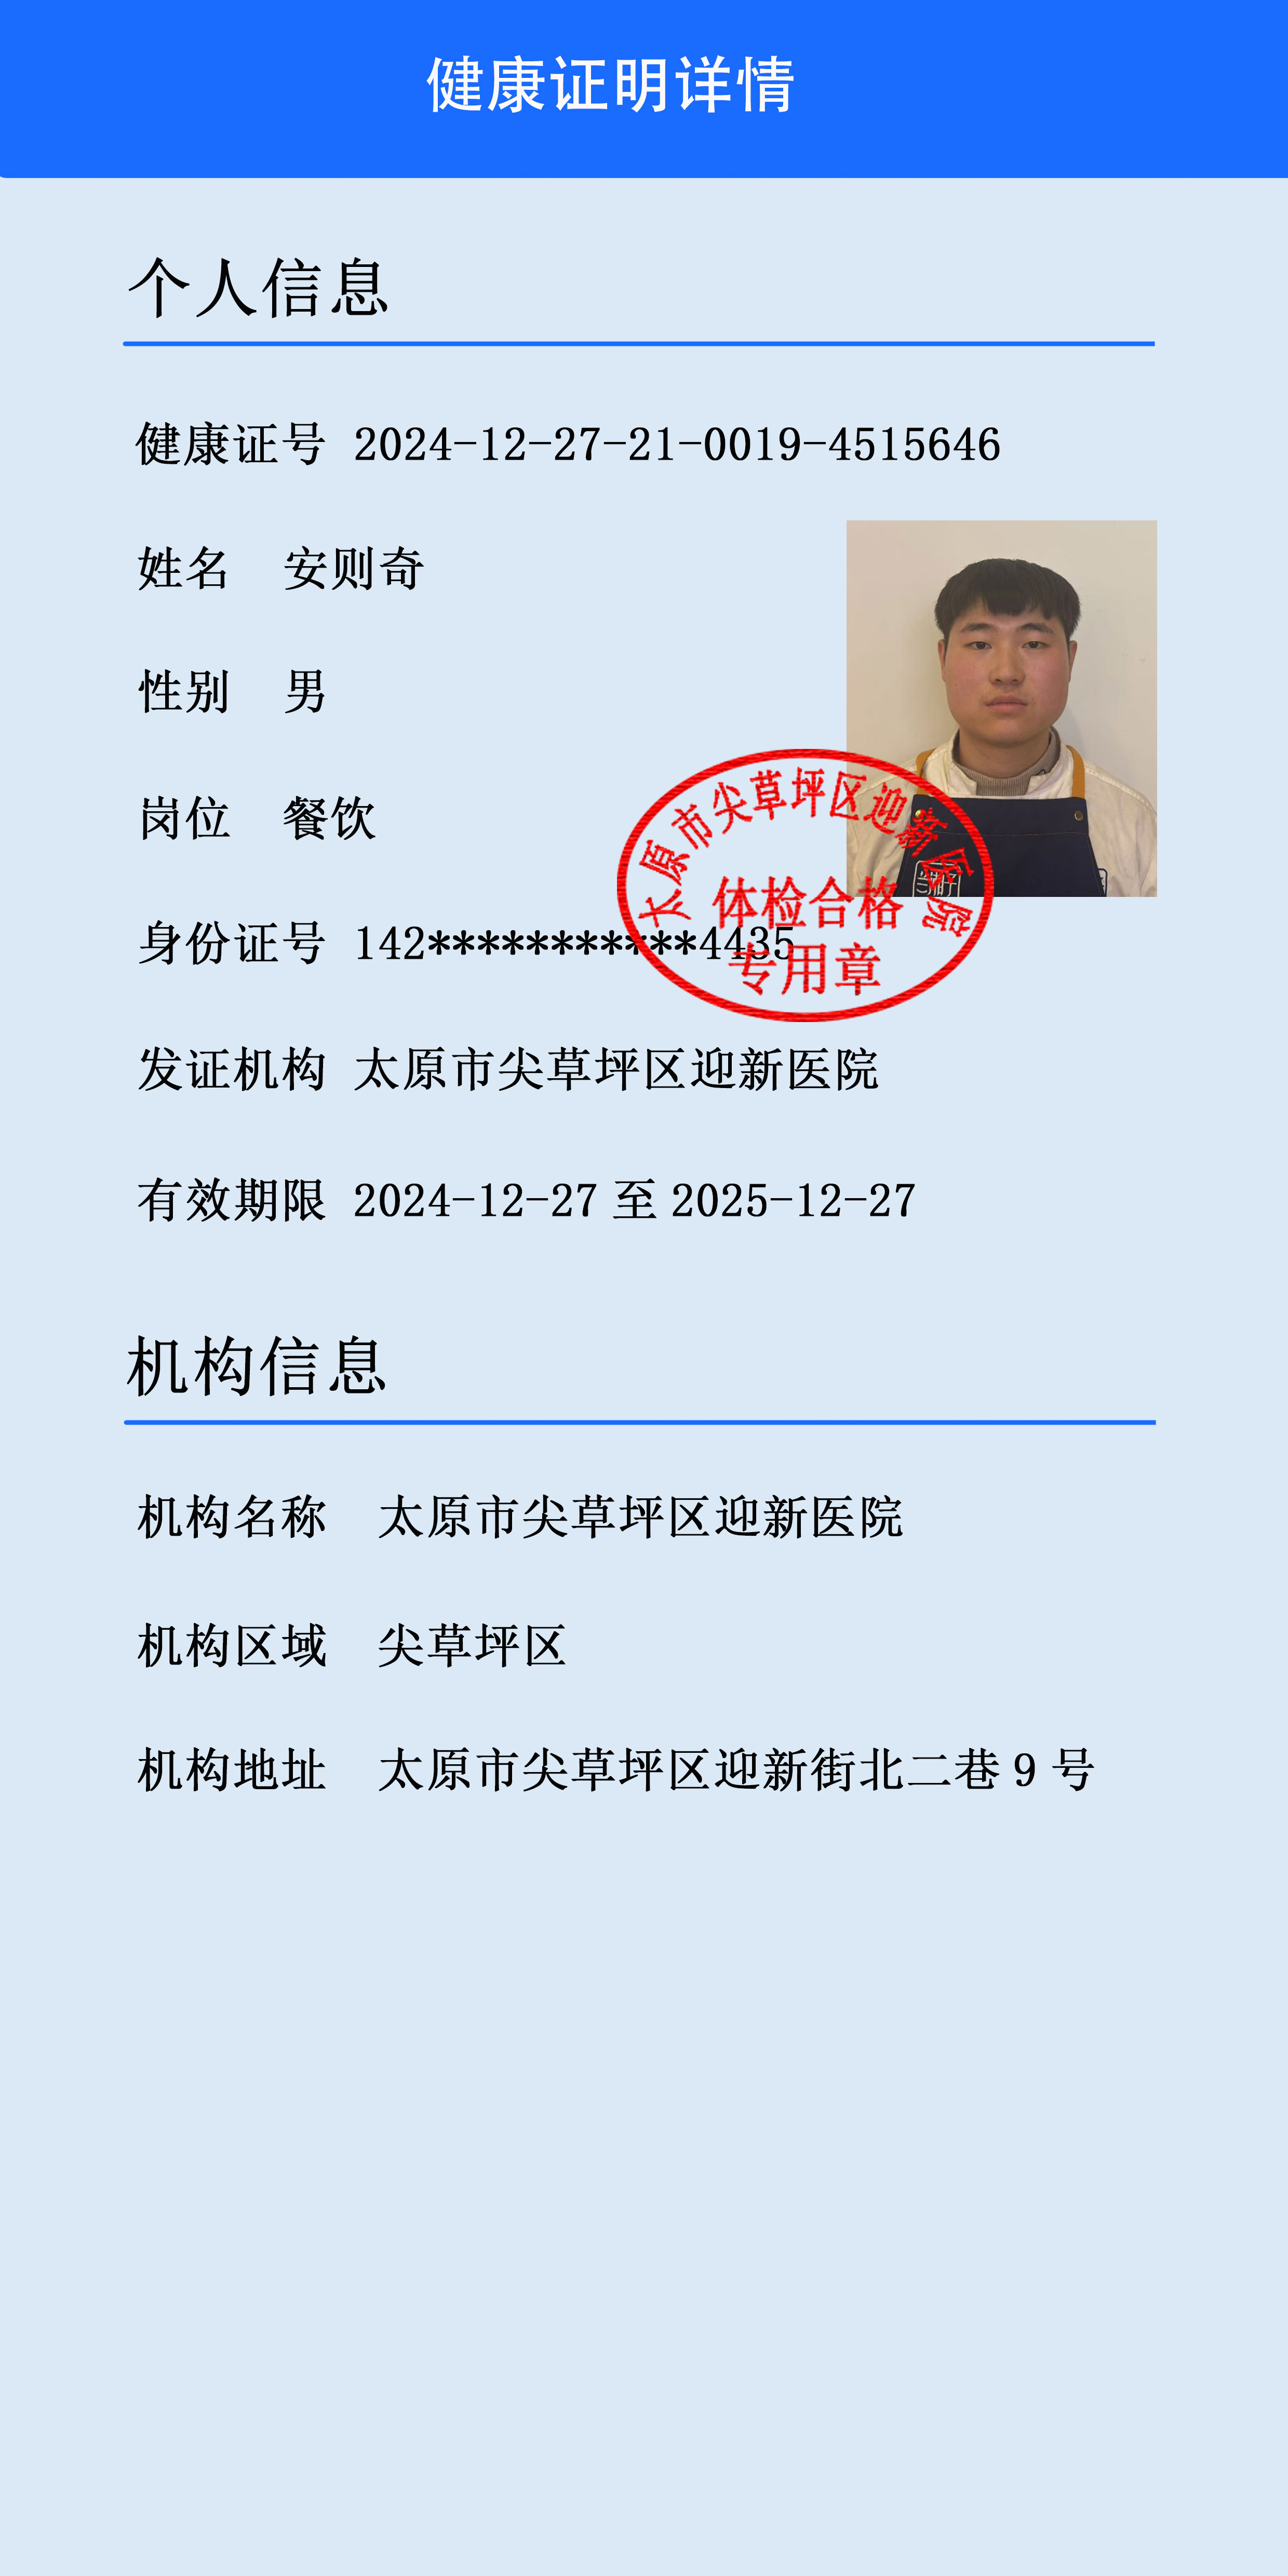 健康证明详情
个人信息
健康证号 2024-12-27-21-0019-4515646
姓名 安则奇
性别 男
岗位 餐饮
太原市尖草坪区迎新医院
体检合格
专用章
身份证号 142***********4435
发证机构 太原市尖草坪区迎新医院
有效期限 2024-12-27 至 2025-12-27
机构信息
机构名称 太原市尖草坪区迎新医院
机构区域 尖草坪区
机构地址 太原市尖草坪区迎新街北二巷 9 号